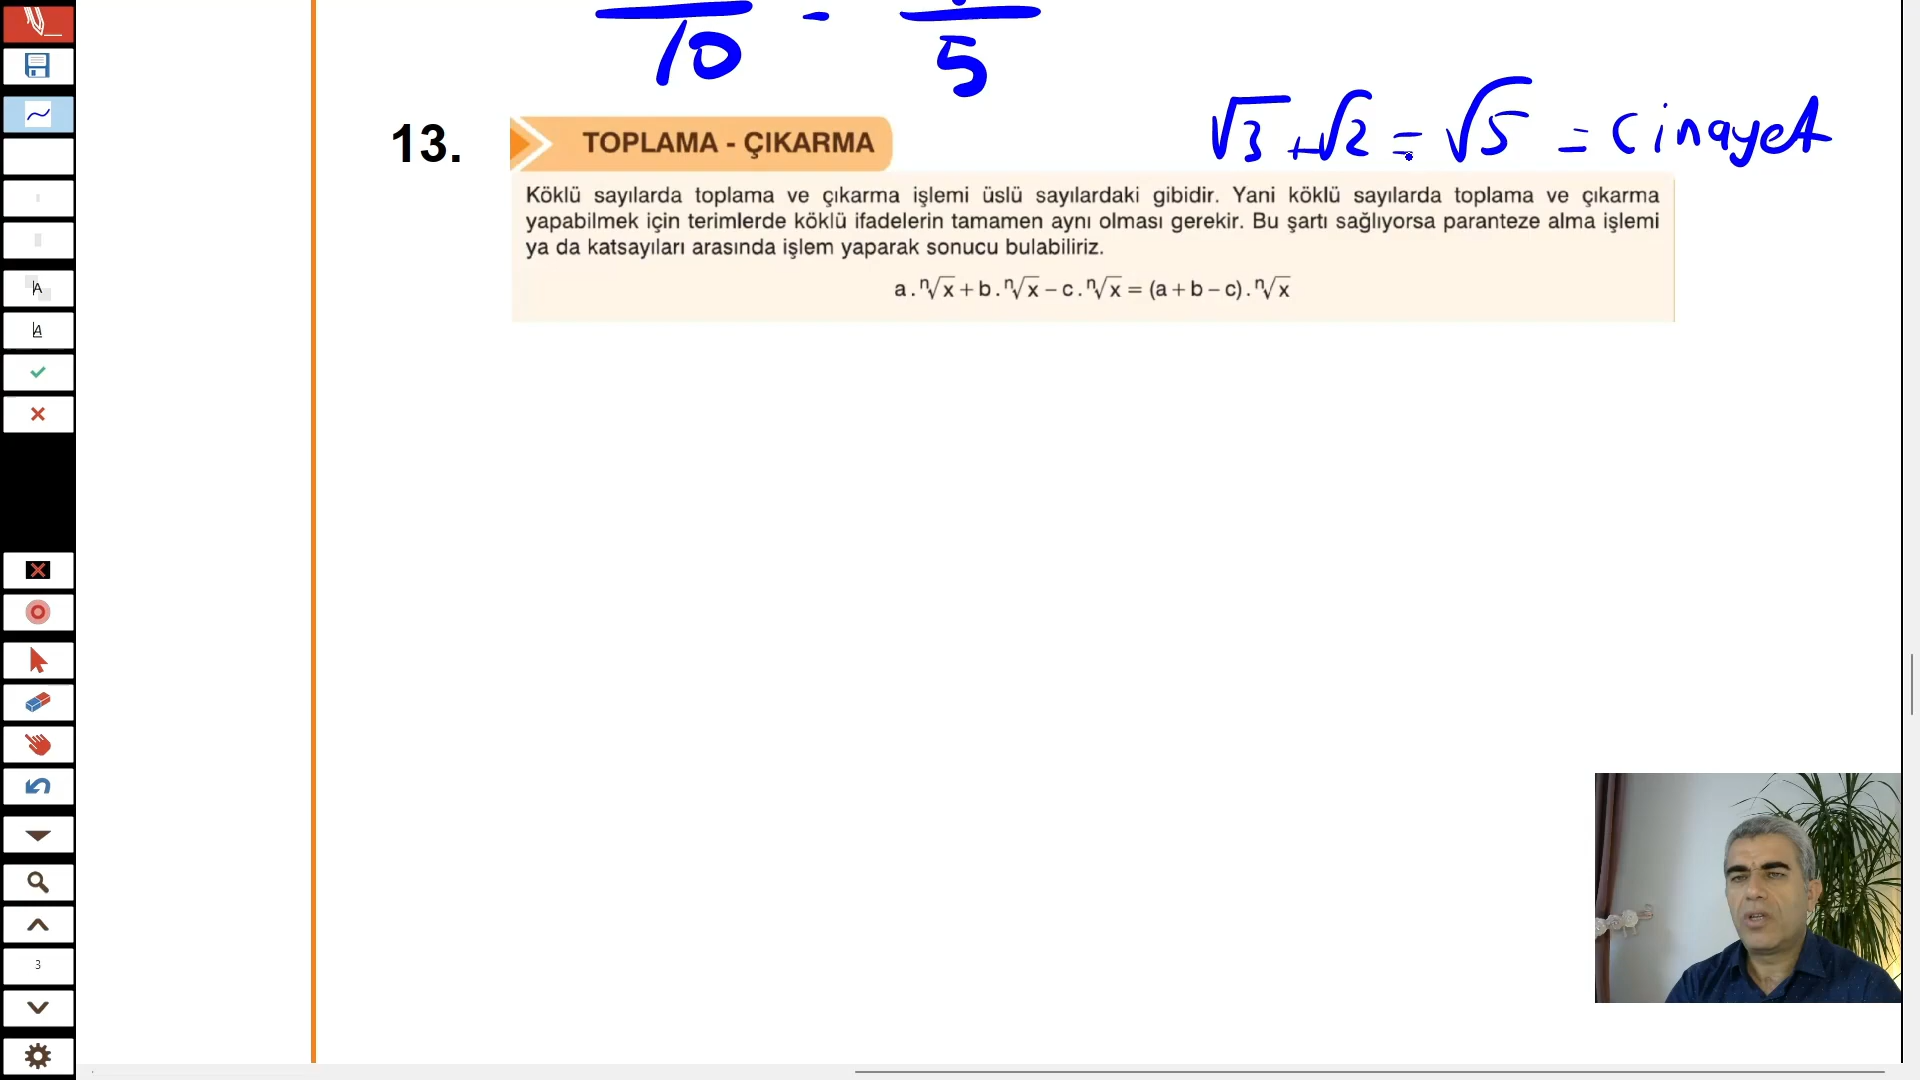 10 = 5
√3 + √2 = √5 = Cinayet
13. TOPLAMA - ÇIKARMA
Köklü sayılarda toplama ve çıkarma işlemi üslü sayılardaki gibidir. Yani köklü sayılarda toplama ve çıkarma
yapabilmek için terimlerde köklü ifadelerin tamamen aynı olması gerekir. Bu şartı sağlıyorsa paranteze alma işlemi
ya da katsayıları arasında işlem yaparak sonucu bulabiliriz.
a . ⁿ√x + b . ⁿ√x − c . ⁿ√x = (a + b − c) . ⁿ√x
A
A
3